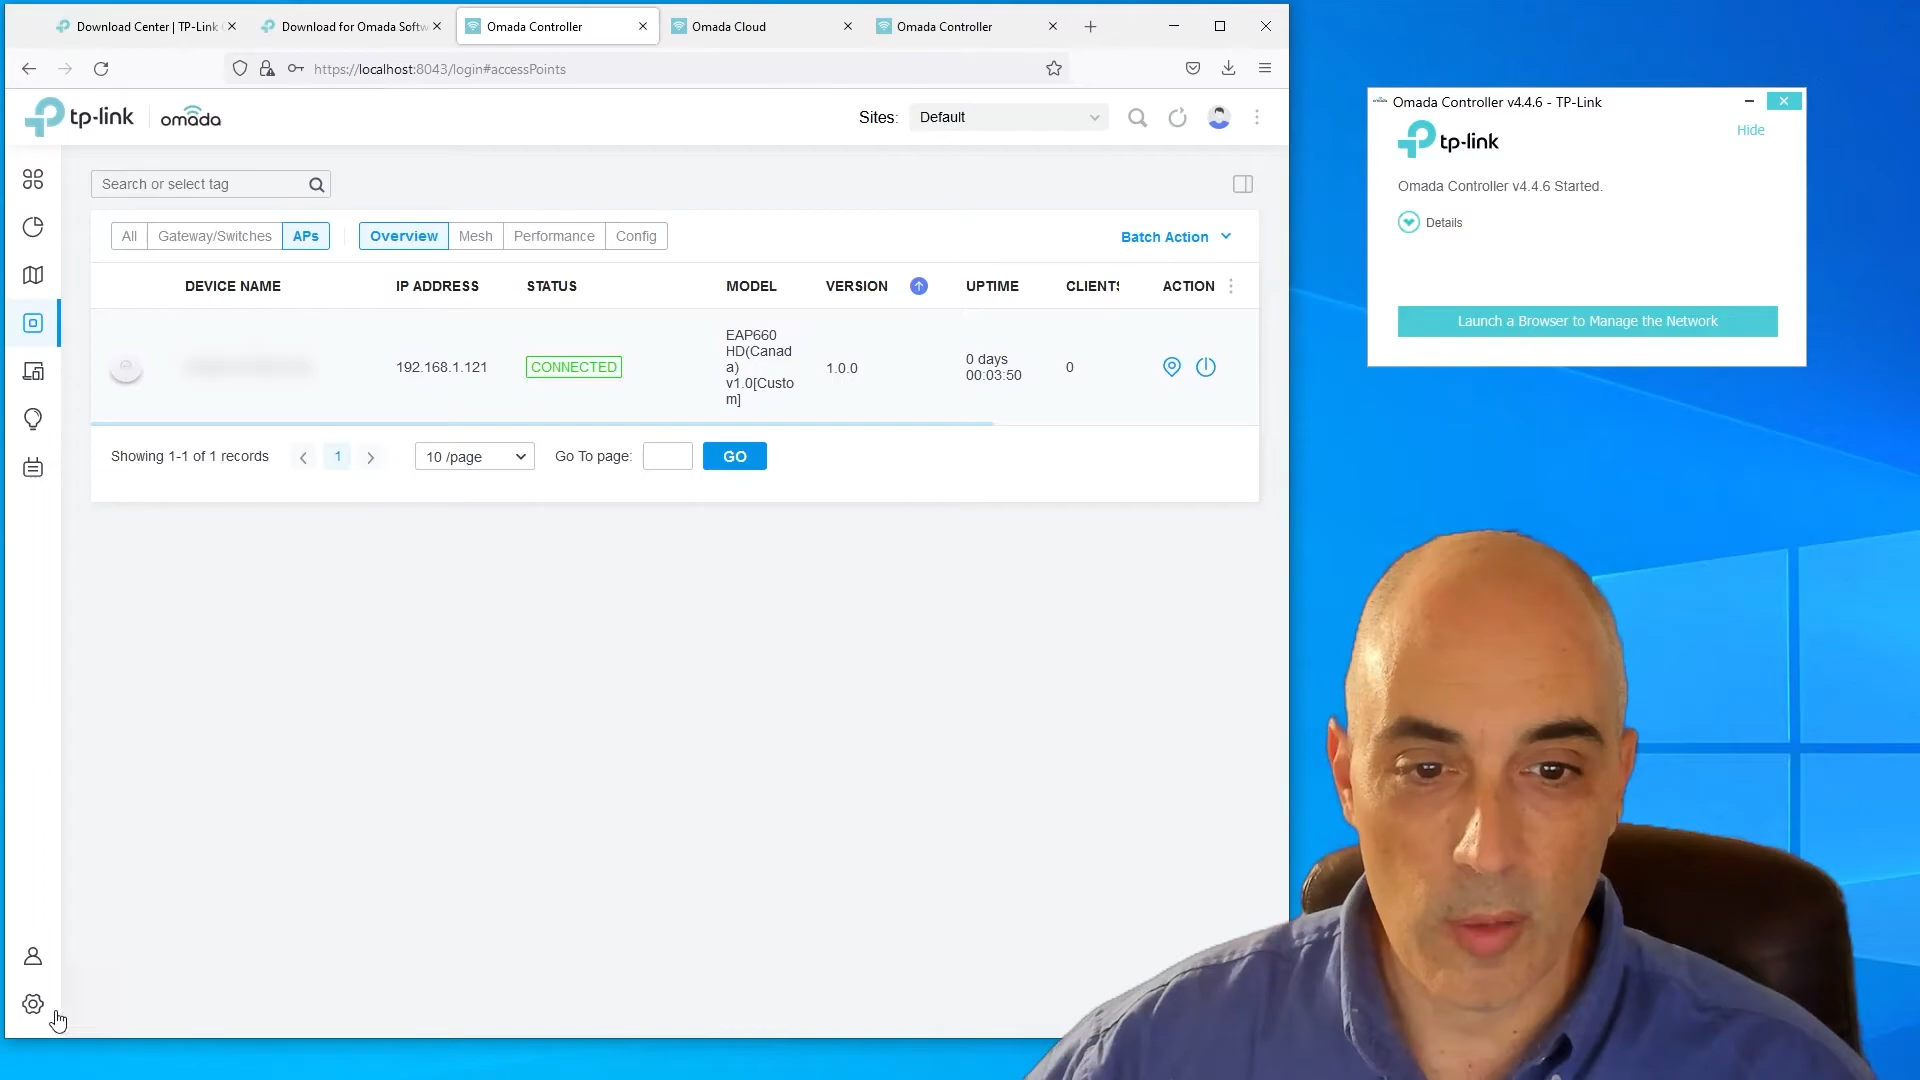 Download Center | TP-Link
Download for Omada Softw
Omada Controller
Omada Cloud
Omada Controller
https://localhost:8043/login#accessPoints
tp-link
omada
Sites:
Default
Search or select tag
All
Gateway/Switches
APs
Overview
Mesh
Performance
Config
Batch Action
DEVICE NAME
IP ADDRESS
STATUS
MODEL
VERSION
UPTIME
CLIENTS
ACTION
192.168.1.121
CONNECTED
EAP660
HD(Canad
a)
v1.0[Custo
m]
1.0.0
0 days
00:03:50
0
Showing 1-1 of 1 records
1
10 /page
Go To page:
GO
Omada Controller v4.4.6 - TP-Link
Hide
tp-link
Omada Controller v4.4.6 Started.
Details
Launch a Browser to Manage the Network